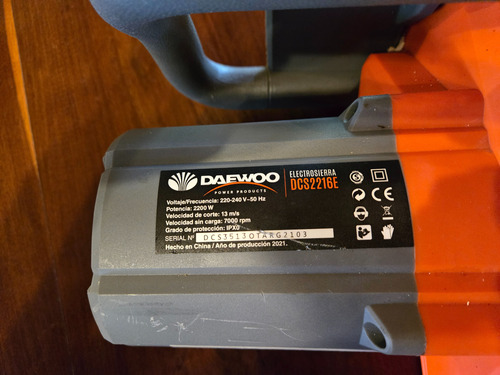 DAEWOO
POWER PRODUCTS
ELECTROSIERRA
DCS2216E
Voltaje/Frecuencia: 220-240 V~50 Hz
Potencia: 2200 W
Velocidad de corte: 13 m/s
Velocidad sin carga: 7000 rpm
Grado de protección: IPX0
SERIAL Nº DCS3513OTARG2103
Hecho en China / Año de producción 2021.